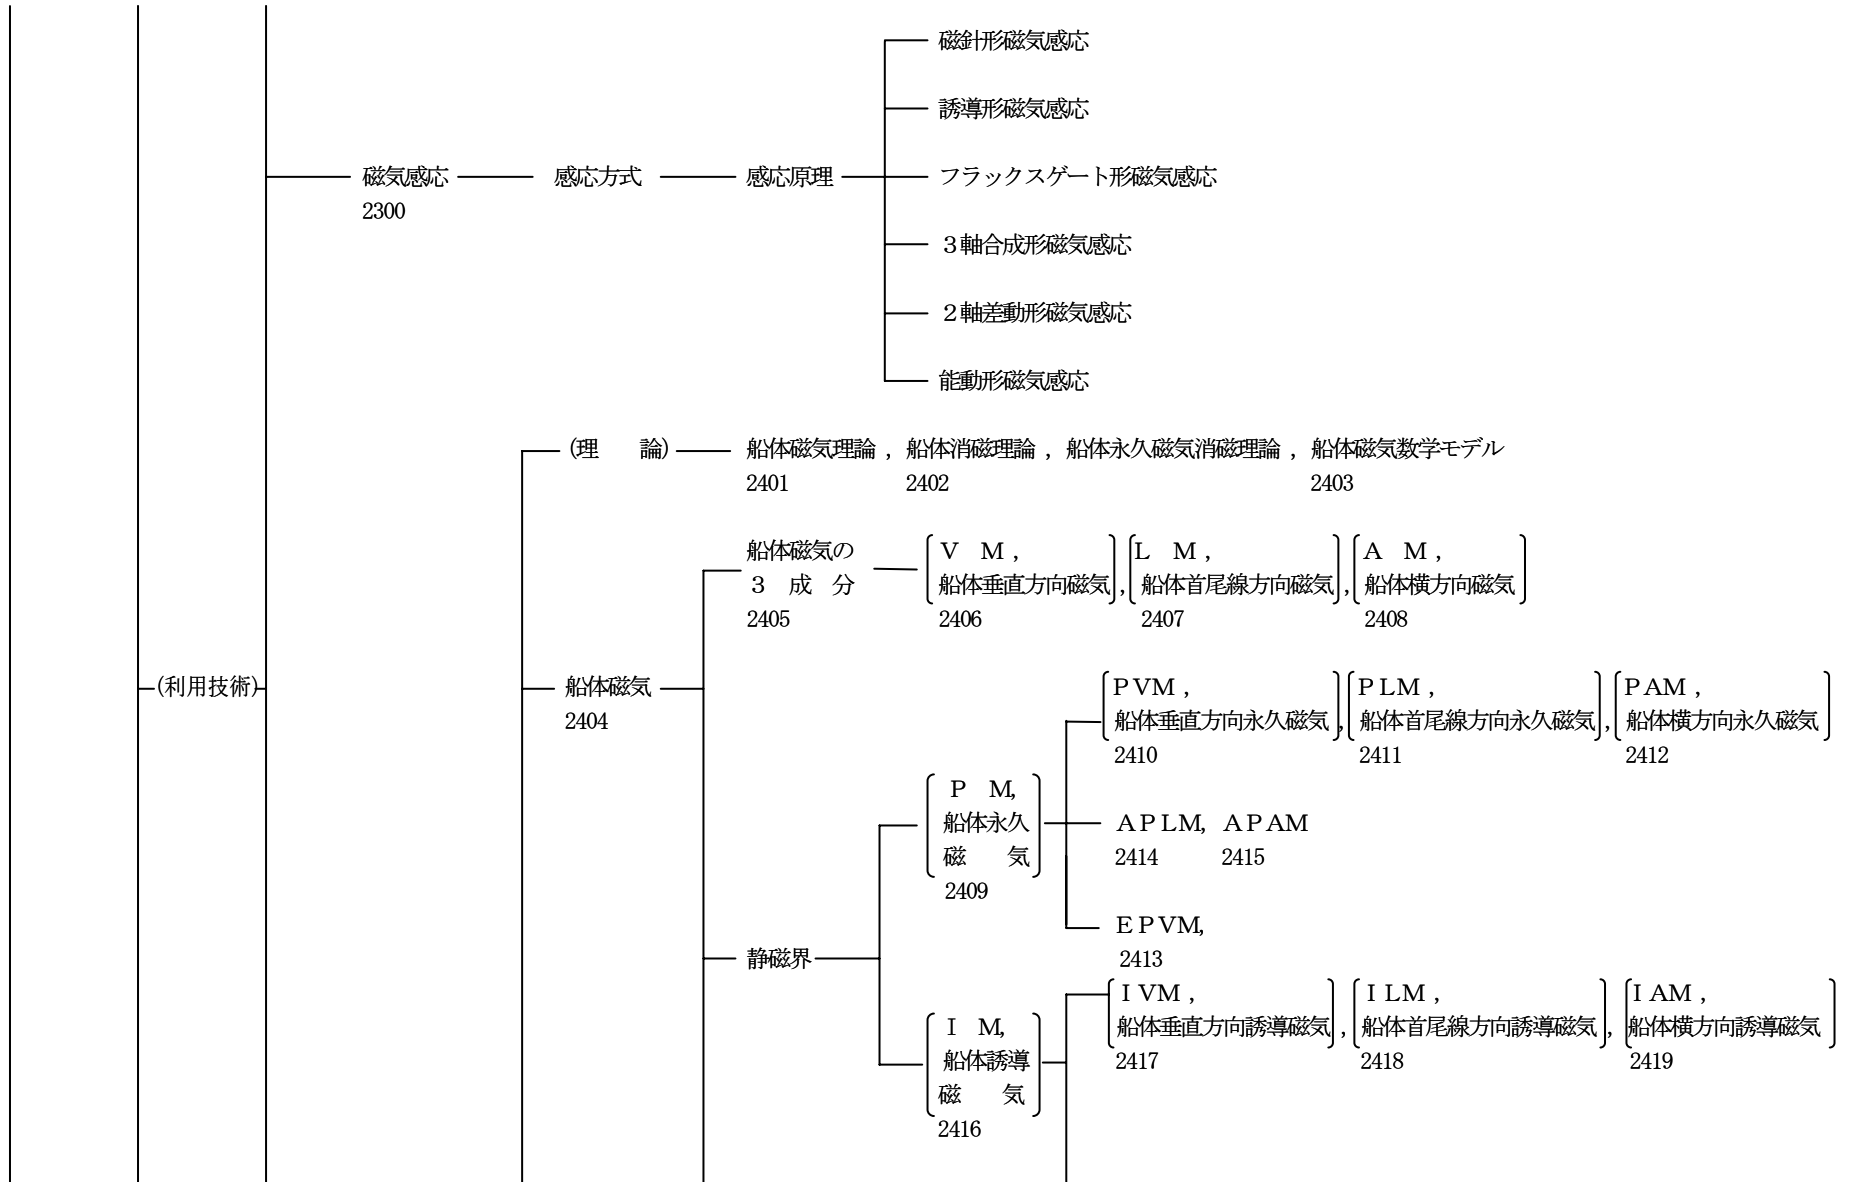 磁針形磁気感応
誘導形磁気感応
磁気感応 感応方式 感応原理 フラックスゲート形磁気感応
2300
３軸合成形磁気感応
２軸差動形磁気感応
能動形磁気感応
(理　論) 船体磁気理論 , 船体消磁理論 , 船体永久磁気消磁理論 , 船体磁気数学モデル
2401 2402 2403
船体磁気の Ｖ　Ｍ , Ｌ　Ｍ , Ａ　Ｍ ,
３　成　分 船体垂直方向磁気 , 船体首尾線方向磁気 , 船体横方向磁気
2405 2406 2407 2408
(利用技術) 船体磁気 ＰＶＭ , ＰＬＭ , ＰＡＭ ,
2404 船体垂直方向永久磁気 , 船体首尾線方向永久磁気 , 船体横方向永久磁気
2410 2411 2412
Ｐ　Ｍ,
船体永久 ＡＰＬＭ, ＡＰＡＭ
磁　気 2414 2415
2409
ＥＰＶＭ,
静磁界 2413
ＩＶＭ , ＩＬＭ , ＩＡＭ ,
Ｉ　Ｍ, 船体垂直方向誘導磁気 , 船体首尾線方向誘導磁気 , 船体横方向誘導磁気
船体誘導 2417 2418 2419
磁　気
2416